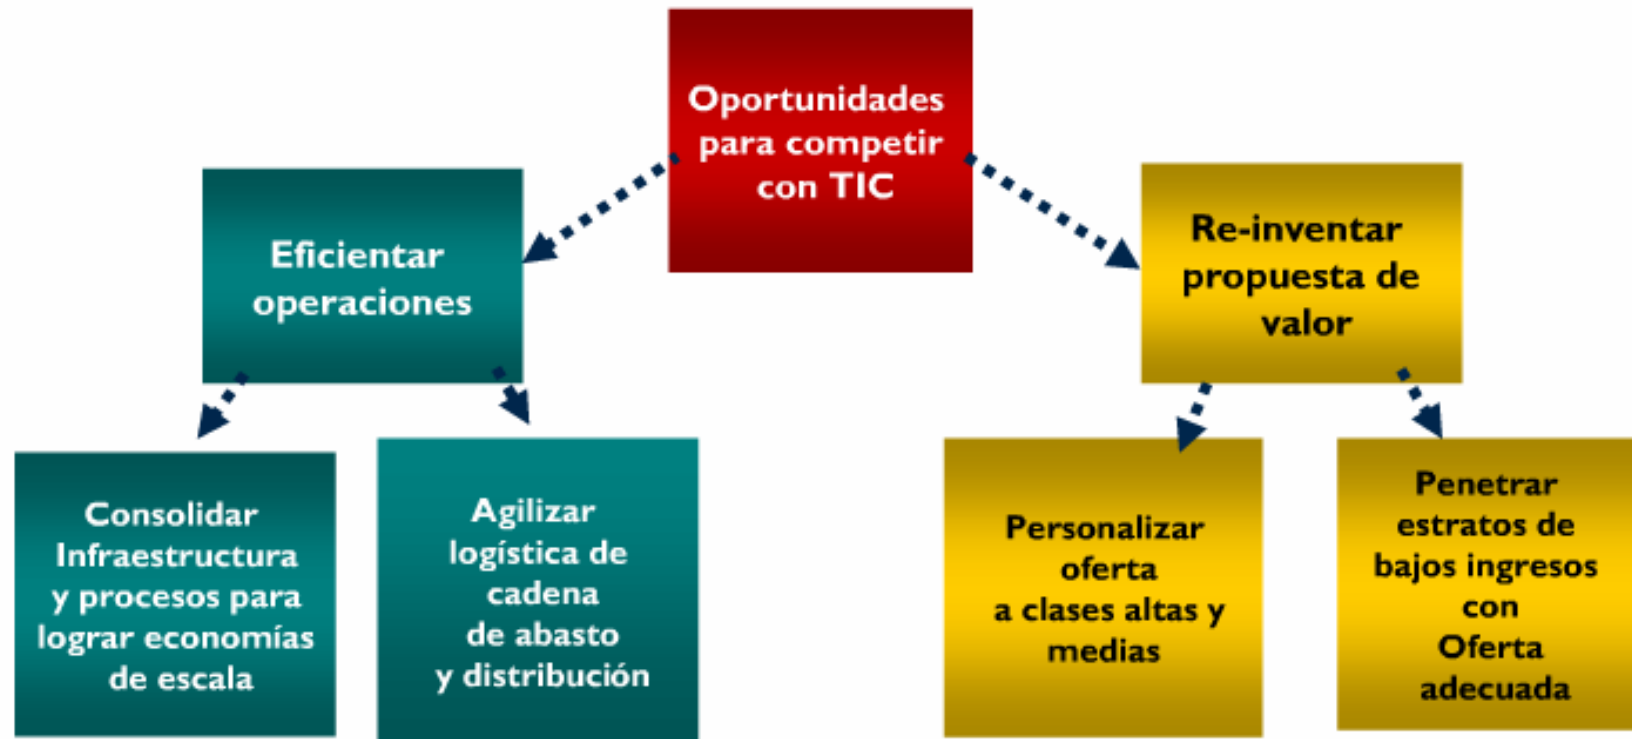 Oportunidades
para competir
con TIC
Eficientar
operaciones
Re-inventar
propuesta de
valor
Consolidar
Infraestructura
y procesos para
lograr economías
de escala
Agilizar
logística de
cadena
de abasto
y distribución
Personalizar
oferta
a clases altas y
medias
Penetrar
estratos de
bajos ingresos
con
Oferta
adecuada